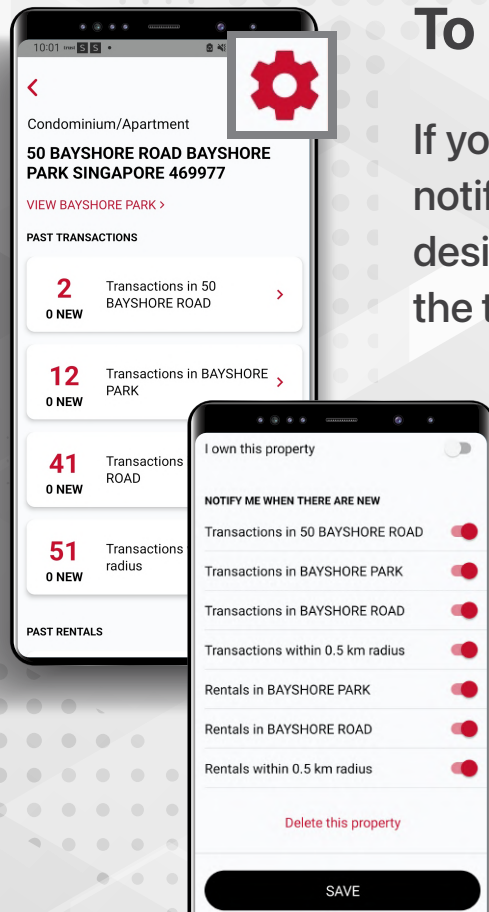 To
If yo
notif
desi
the t
10:01
S S
Condominium/Apartment
50 BAYSHORE ROAD BAYSHORE
PARK SINGAPORE 469977
VIEW BAYSHORE PARK >
PAST TRANSACTIONS
2
0 NEW
Transactions in 50
BAYSHORE ROAD
12
0 NEW
Transactions in BAYSHORE
PARK
41
0 NEW
Transactions
ROAD
51
0 NEW
Transactions
radius
PAST RENTALS
I own this property
NOTIFY ME WHEN THERE ARE NEW
Transactions in 50 BAYSHORE ROAD
Transactions in BAYSHORE PARK
Transactions in BAYSHORE ROAD
Transactions within 0.5 km radius
Rentals in BAYSHORE PARK
Rentals in BAYSHORE ROAD
Rentals within 0.5 km radius
Delete this property
SAVE